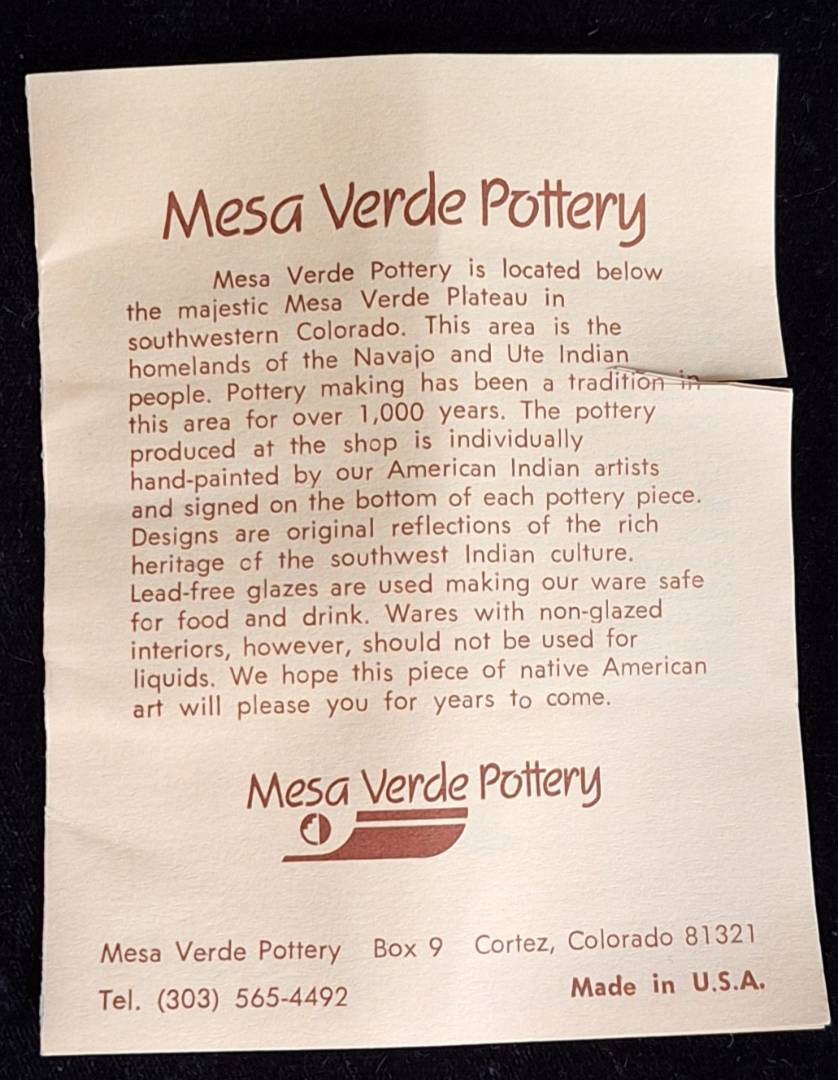 Mesa Verde Pottery
Mesa Verde Pottery is located below
the majestic Mesa Verde Plateau in
southwestern Colorado. This area is the
homelands of the Navajo and Ute Indian
people. Pottery making has been a tradition in
this area for over 1,000 years. The pottery
produced at the shop is individually
hand-painted by our American Indian artists
and signed on the bottom of each pottery piece.
Designs are original reflections of the rich
heritage of the southwest Indian culture.
Lead-free glazes are used making our ware safe
for food and drink. Wares with non-glazed
interiors, however, should not be used for
liquids. We hope this piece of native American
art will please you for years to come.
Mesa Verde Pottery
Mesa Verde Pottery Box 9 Cortez, Colorado 81321
Tel. (303) 565-4492 Made in U.S.A.